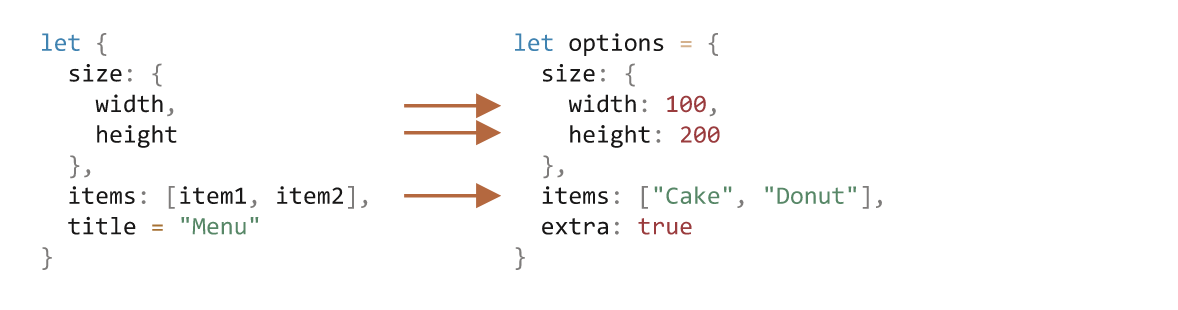 let {
  size: {
    width,
    height
  },
  items: [item1, item2],
  title = "Menu"
}
let options = {
  size: {
    width: 100,
    height: 200
  },
  items: ["Cake", "Donut"],
  extra: true
}